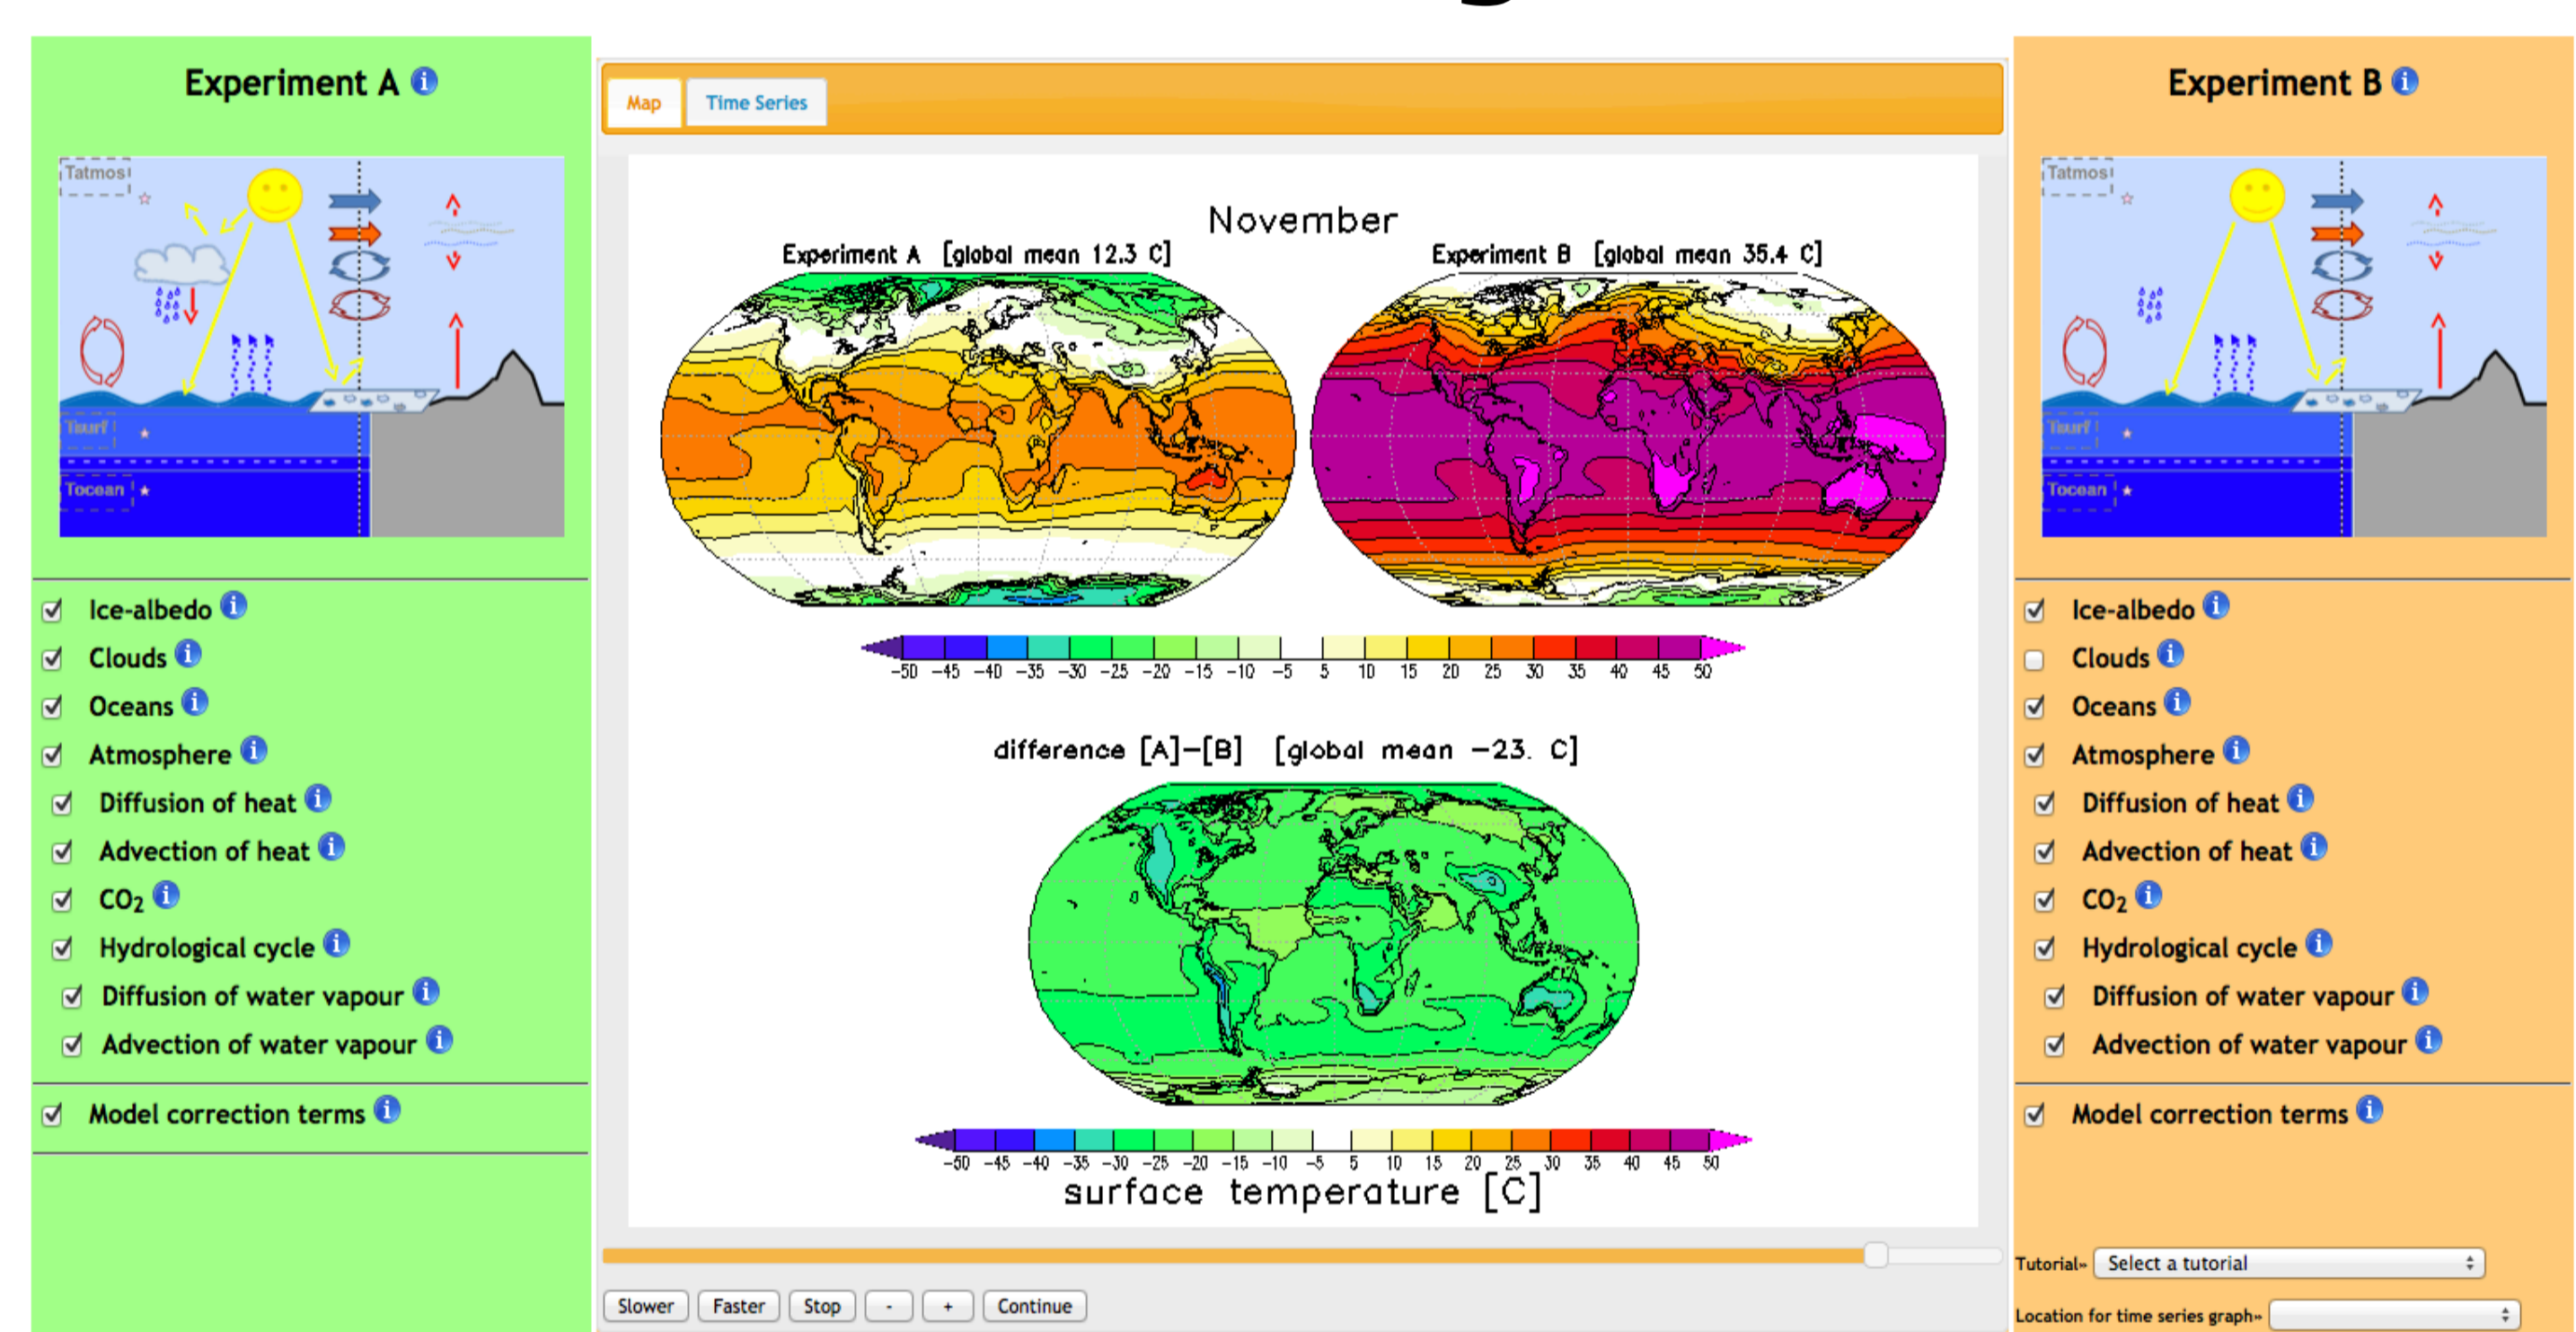 Experiment A
Tatmos
Tsurf
Tocean
Ice-albedo
Clouds
Oceans
Atmosphere
Diffusion of heat
Advection of heat
CO2
Hydrological cycle
Diffusion of water vapour
Advection of water vapour
Model correction terms
Map
Time Series
November
Experiment A [global mean 12.3 C]
Experiment B [global mean 35.4 C]
-50 -45 -40 -35 -30 -25 -20 -15 -10 -5 5 10 15 20 25 30 35 40 45 50
difference [A]-[B] [global mean -23. C]
-50 -45 -40 -35 -30 -25 -20 -15 -10 -5 5 10 15 20 25 30 35 40 45 50
surface temperature [C]
Slower
Faster
Stop
-
+
Continue
Experiment B
Tatmos
Tsurf
Tocean
Ice-albedo
Clouds
Oceans
Atmosphere
Diffusion of heat
Advection of heat
CO2
Hydrological cycle
Diffusion of water vapour
Advection of water vapour
Model correction terms
Tutorial» Select a tutorial
Location for time series graph»